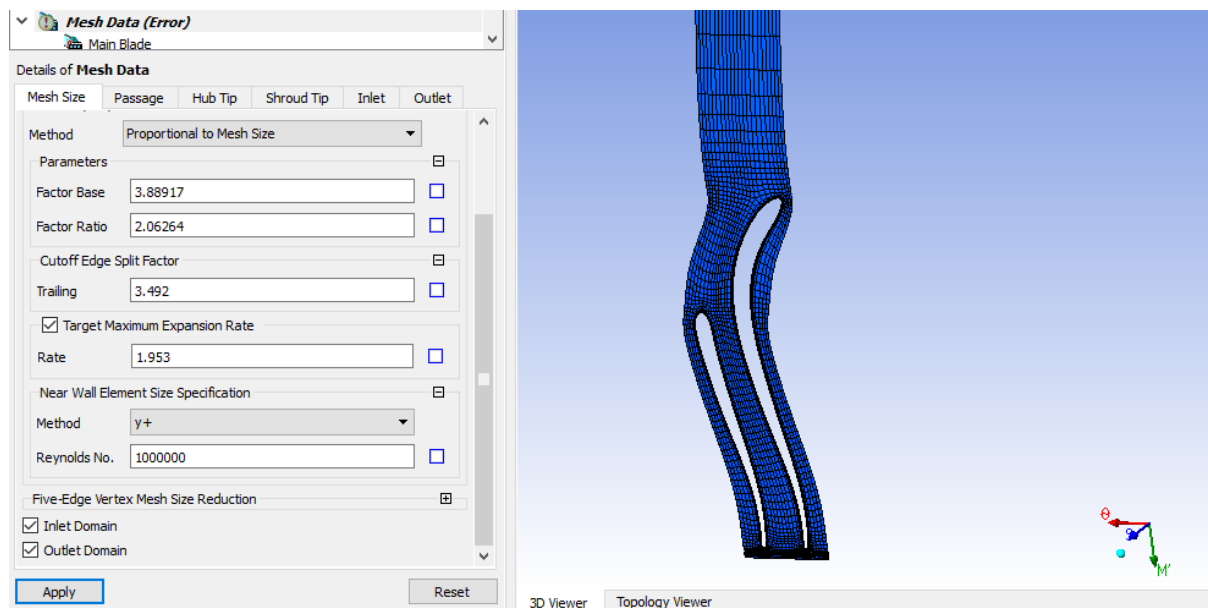 Mesh Data (Error)
Main Blade
Details of Mesh Data
Mesh Size Passage Hub Tip Shroud Tip Inlet Outlet
Method Proportional to Mesh Size
Parameters
Factor Base 3.88917
Factor Ratio 2.06264
Cutoff Edge Split Factor
Trailing 3.492
Target Maximum Expansion Rate
Rate 1.953
Near Wall Element Size Specification
Method y+
Reynolds No. 1000000
Five-Edge Vertex Mesh Size Reduction
Inlet Domain
Outlet Domain
Apply Reset
θ
M'
3D Viewer Topology Viewer